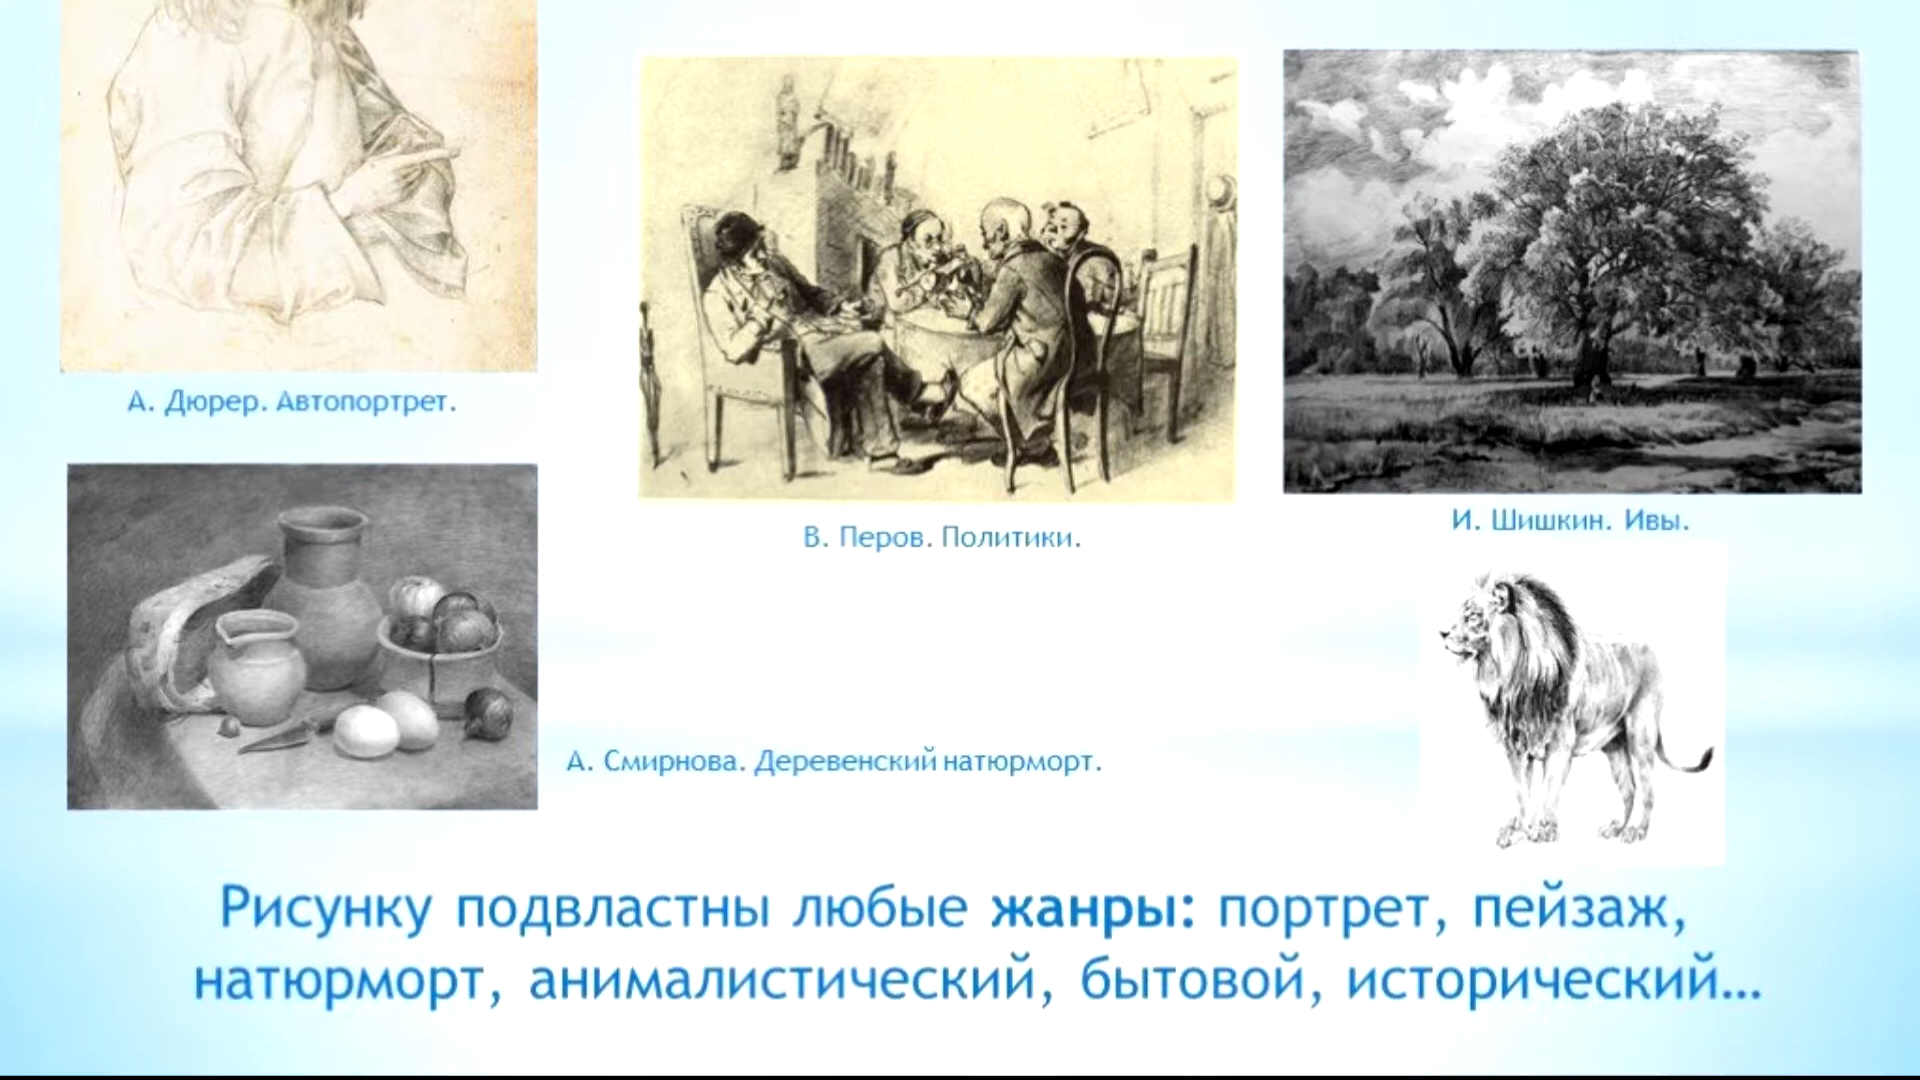 А. Дюрер. Автопортрет.
В. Перов. Политики.
И. Шишкин. Ивы.
А. Смирнова. Деревенский натюрморт.
Рисунку подвластны любые жанры: портрет, пейзаж,
натюрморт, анималистический, бытовой, исторический...